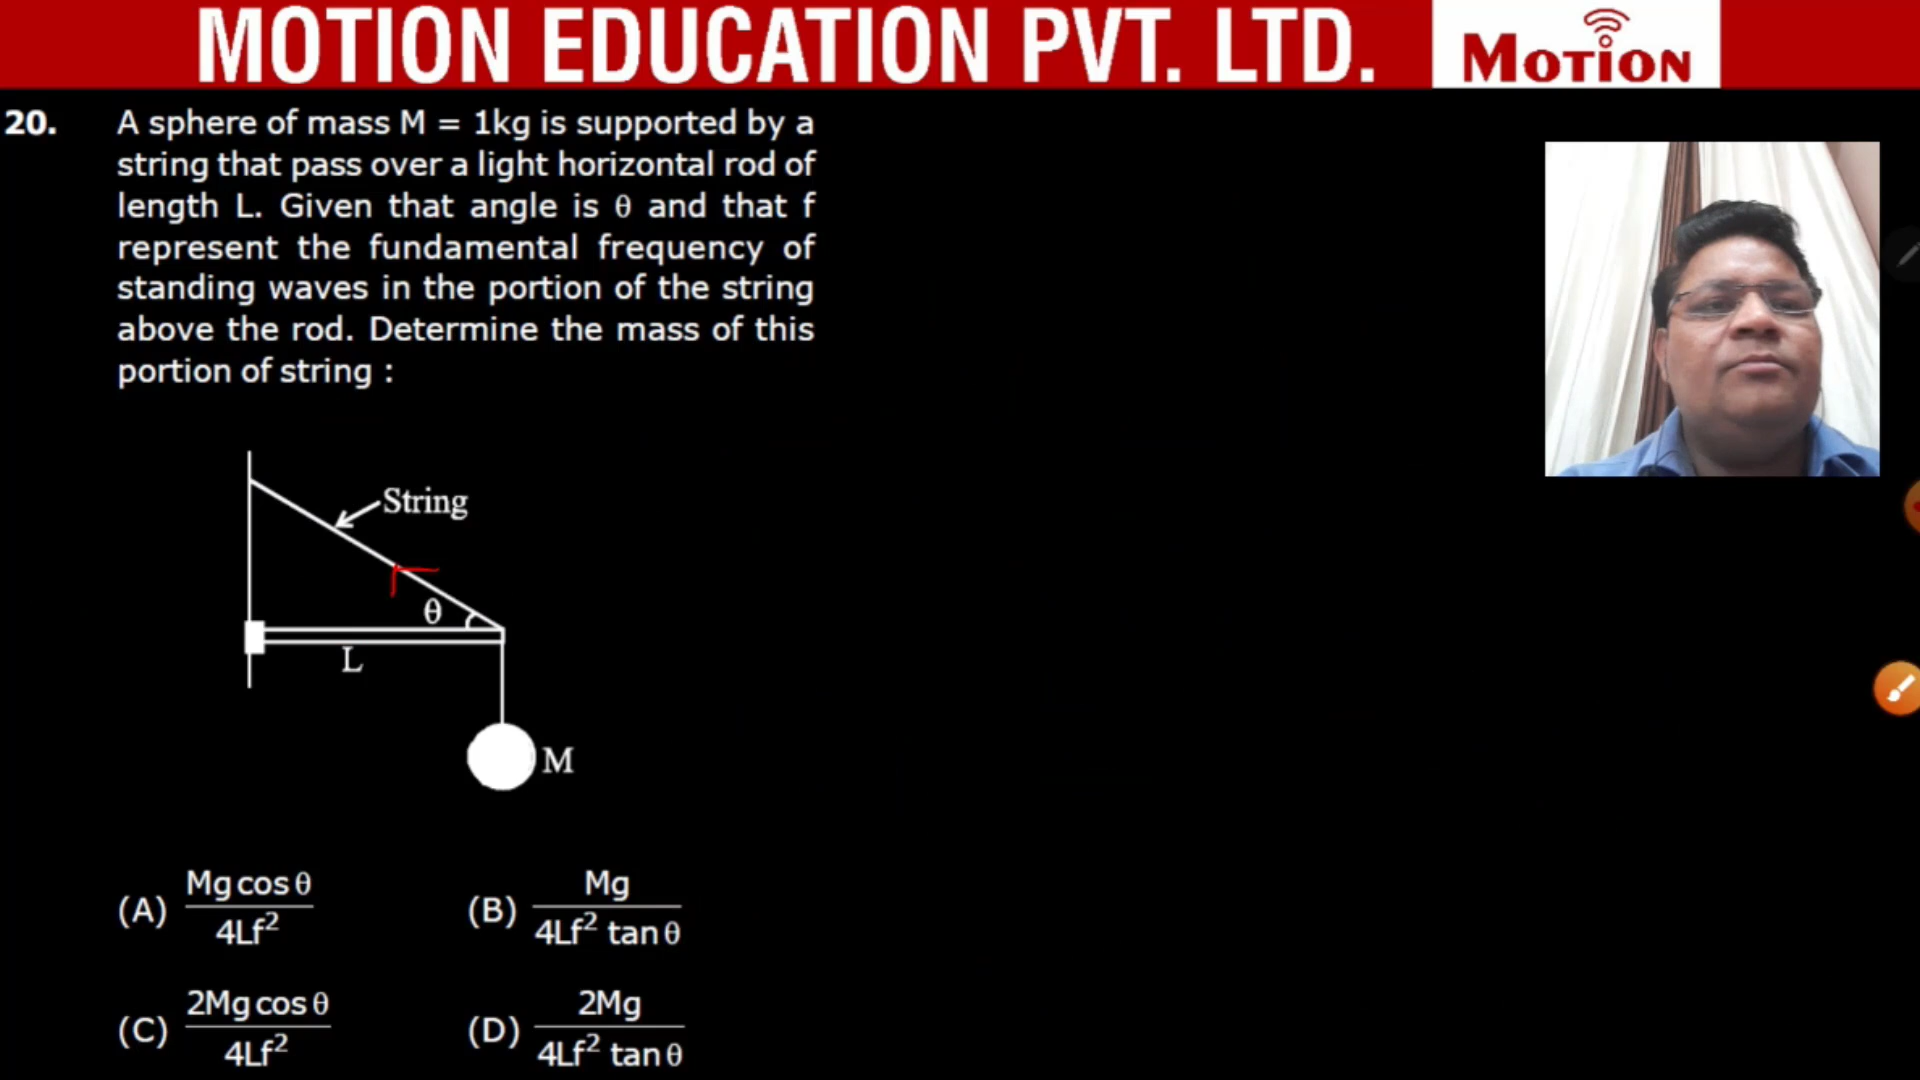 MOTION EDUCATION PVT. LTD.
MOTION
20. A sphere of mass M = 1kg is supported by a
string that pass over a light horizontal rod of
length L. Given that angle is θ and that f
represent the fundamental frequency of
standing waves in the portion of the string
above the rod. Determine the mass of this
portion of string :
String
θ
L
M
(A) Mg cos θ / 4Lf² (B) Mg / 4Lf² tan θ
(C) 2Mg cos θ / 4Lf² (D) 2Mg / 4Lf² tan θ